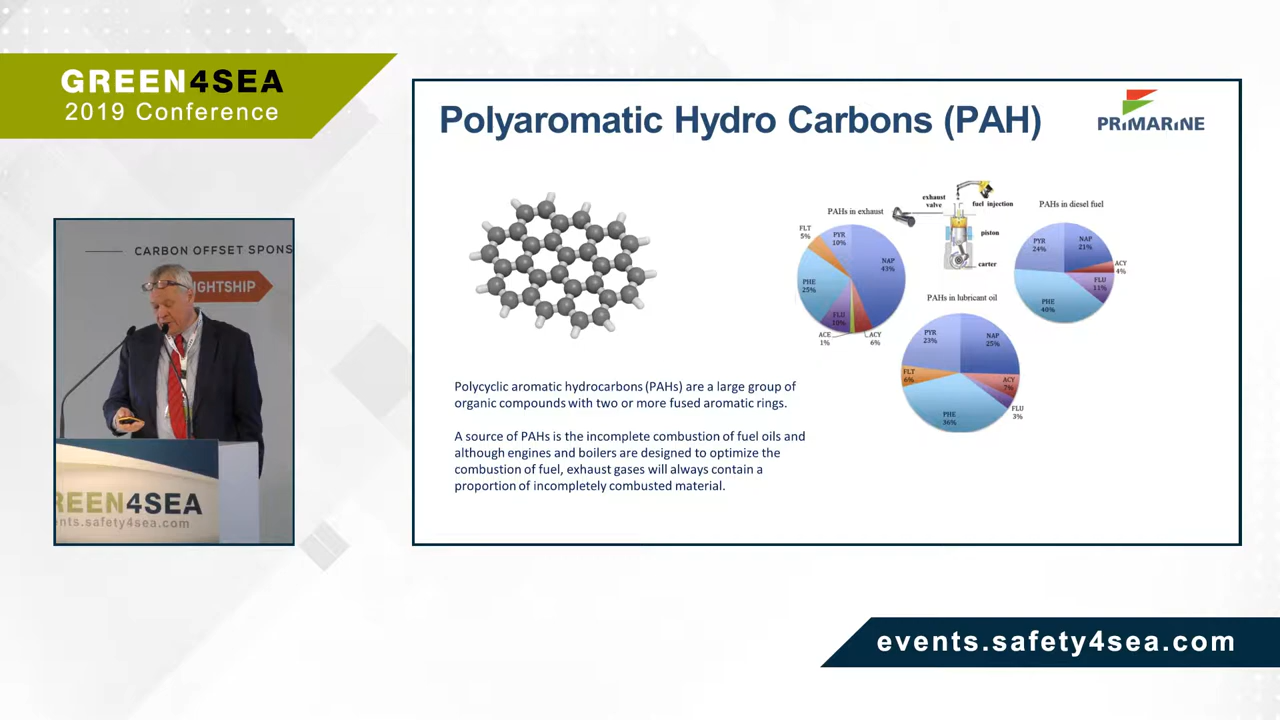 GREEN4SEA
2019 Conference
CARBON OFFSET SPONS
IGHTSHIP
REEN4SEA
nts.safety4sea.com
Polyaromatic Hydro Carbons (PAH)
PRIMARINE
Polycyclic aromatic hydrocarbons (PAHs) are a large group of
organic compounds with two or more fused aromatic rings.
A source of PAHs is the incomplete combustion of fuel oils and
although engines and boilers are designed to optimize the
combustion of fuel, exhaust gases will always contain a
proportion of incompletely combusted material.
PAHs in exhaust
FLT
5%
PYR
10%
NAP
43%
PHE
25%
FLU
10%
ACE
1%
ACY
6%
exhaust
valve
fuel injection
piston
carter
PAHs in diesel fuel
PYR
24%
NAP
21%
ACY
4%
FLU
11%
PHE
40%
PAHs in lubricant oil
PYR
23%
NAP
25%
FLT
6%
ACY
7%
FLU
3%
PHE
36%
events.safety4sea.com